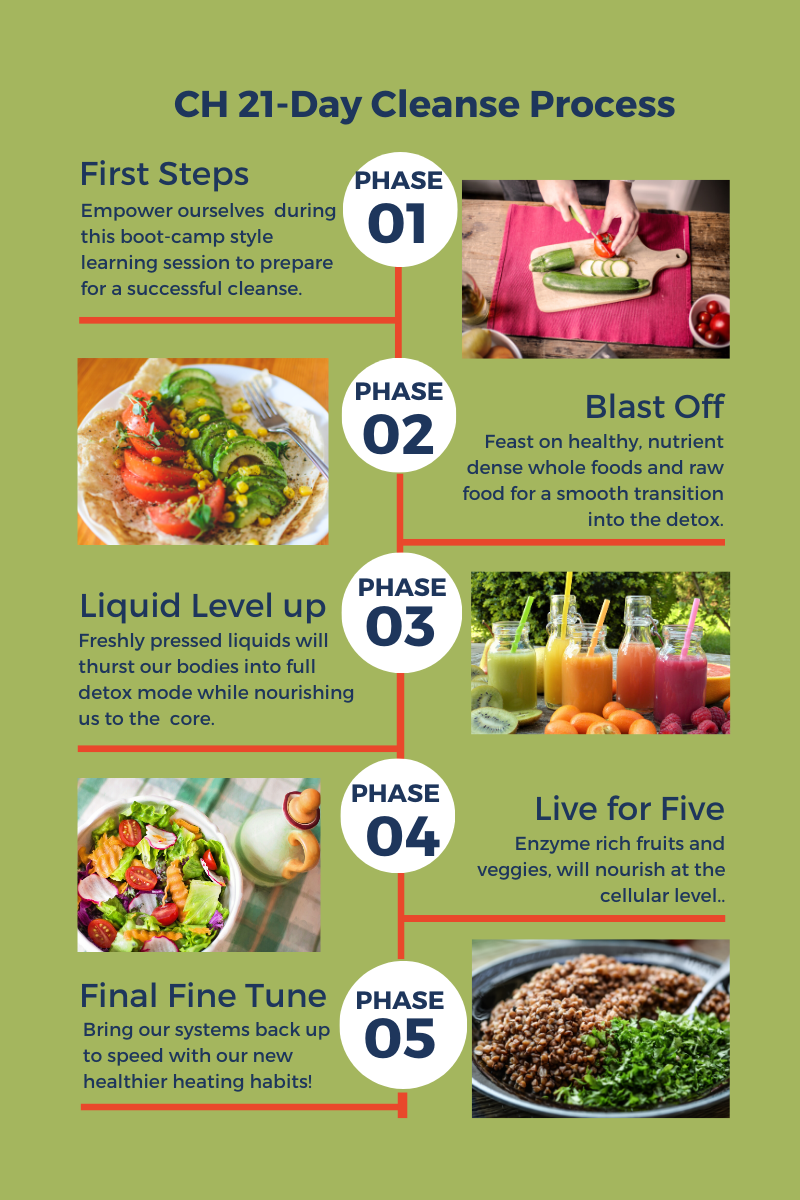 CH 21-Day Cleanse Process
First Steps
Empower ourselves  during
this boot-camp style
learning session to prepare
for a successful cleanse.
PHASE
01
PHASE
02
Blast Off
Feast on healthy, nutrient
dense whole foods and raw
food for a smooth transition
into the detox.
PHASE
03
Liquid Level up
Freshly pressed liquids will
thurst our bodies into full
detox mode while nourishing
us to the  core.
PHASE
04
Live for Five
Enzyme rich fruits and
veggies, will nourish at the
cellular level..
PHASE
05
Final Fine Tune
Bring our systems back up
to speed with our new
healthier heating habits!